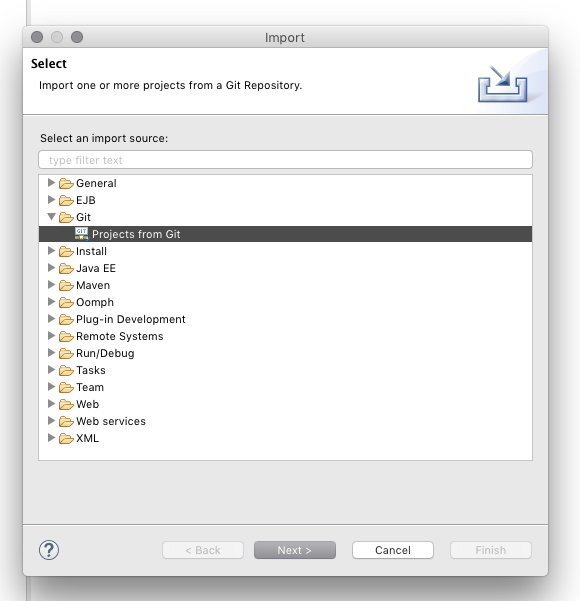 Import
Select
Import one or more projects from a Git Repository.
Select an import source:
type filter text
General
EJB
Git
GIT
Projects from Git
Install
Java EE
Maven
Oomph
Plug-in Development
Remote Systems
Run/Debug
Tasks
Team
Web
Web services
XML
?
< Back
Next >
Cancel
Finish